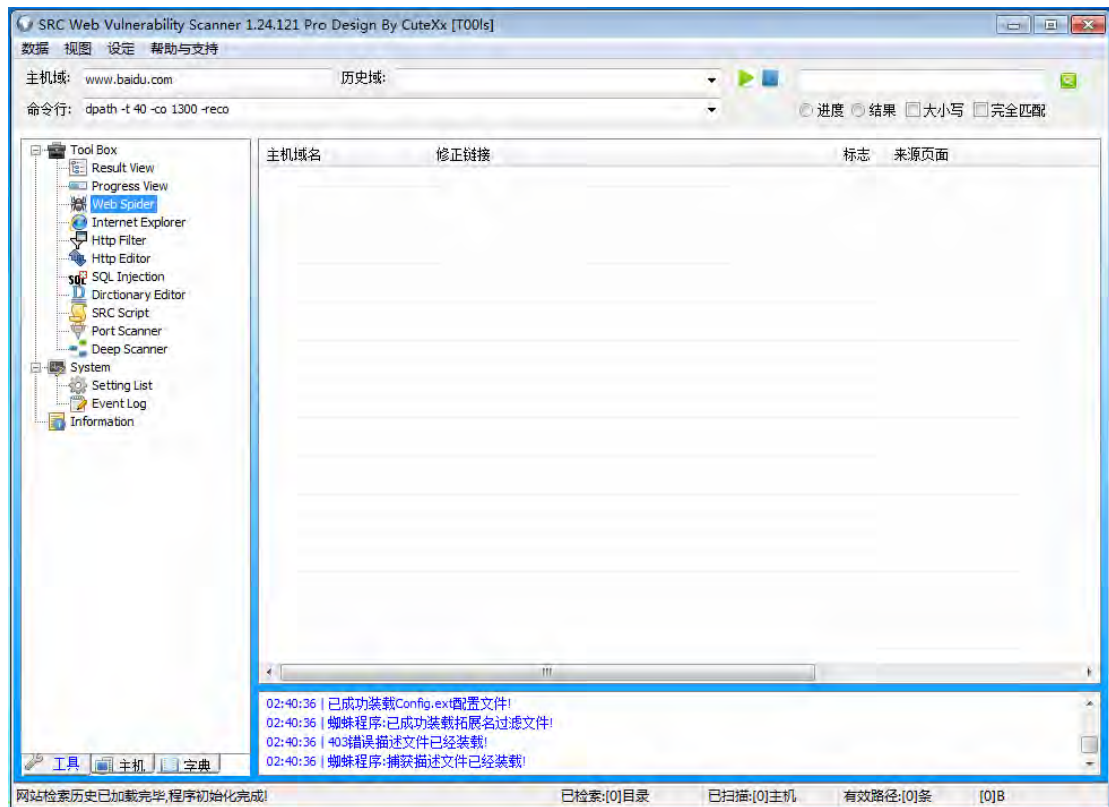 SRC Web Vulnerability Scanner 1.24.121 Pro Design By CuteXx [T00ls]
数据 视图 设定 帮助与支持
主机域: www.baidu.com 历史域:
命令行: dpath -t 40 -co 1300 -reco 进度 结果 大小写 完全匹配
Tool Box
Result View
Progress View
Web Spider
Internet Explorer
Http Filter
Http Editor
SQL Injection
Dirctionary Editor
SRC Script
Port Scanner
Deep Scanner
System
Setting List
Event Log
Information
工具 主机 字典
主机域名 修正链接 标志 来源页面
02:40:36 | 已成功装载Config.ext配置文件!
02:40:36 | 蜘蛛程序:已成功装载拓展名过滤文件!
02:40:36 | 403错误描述文件已经装载!
02:40:36 | 蜘蛛程序:捕获描述文件已经装载!
网站检索历史已加载完毕,程序初始化完成! 已检索:[0]目录 已扫描:[0]主机 有效路径:[0]条 [0]B